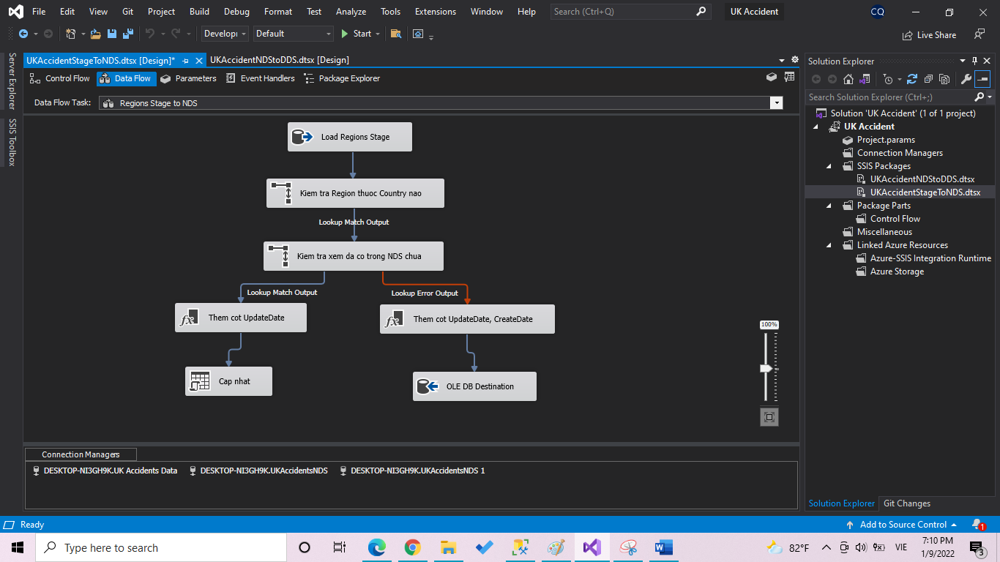 File Edit View Git Project Build Debug Format Test Analyze Tools Extensions Window Help Search (Ctrl+Q) UK Accident CQ
Developı Default Start Live Share
UKAccidentStageToNDS.dtsx [Design]* UKAccidentNDStoDDS.dtsx [Design]
Control Flow Data Flow Parameters Event Handlers Package Explorer
Data Flow Task: Regions Stage to NDS
Server Explorer
SSIS Toolbox
Load Regions Stage
Kiem tra Region thuoc Country nao
Lookup Match Output
Kiem tra xem da co trong NDS chua
Lookup Match Output Lookup Error Output
Them cot UpdateDate Them cot UpdateDate, CreateDate
Cap nhat OLE DB Destination
100%
Connection Managers
DESKTOP-NI3GH9K.UK Accidents Data DESKTOP-NI3GH9K.UKAccidentsNDS DESKTOP-NI3GH9K.UKAccidentsNDS 1
Solution Explorer
Search Solution Explorer (Ctrl+;)
Solution 'UK Accident' (1 of 1 project)
UK Accident
Project.params
Connection Managers
SSIS Packages
UKAccidentNDStoDDS.dtsx
UKAccidentStageToNDS.dtsx
Package Parts
Control Flow
Miscellaneous
Linked Azure Resources
Azure-SSIS Integration Runtime
Azure Storage
Solution Explorer Git Changes
Ready Add to Source Control 1
Type here to search 82°F VIE 7:10 PM
1/9/2022 3